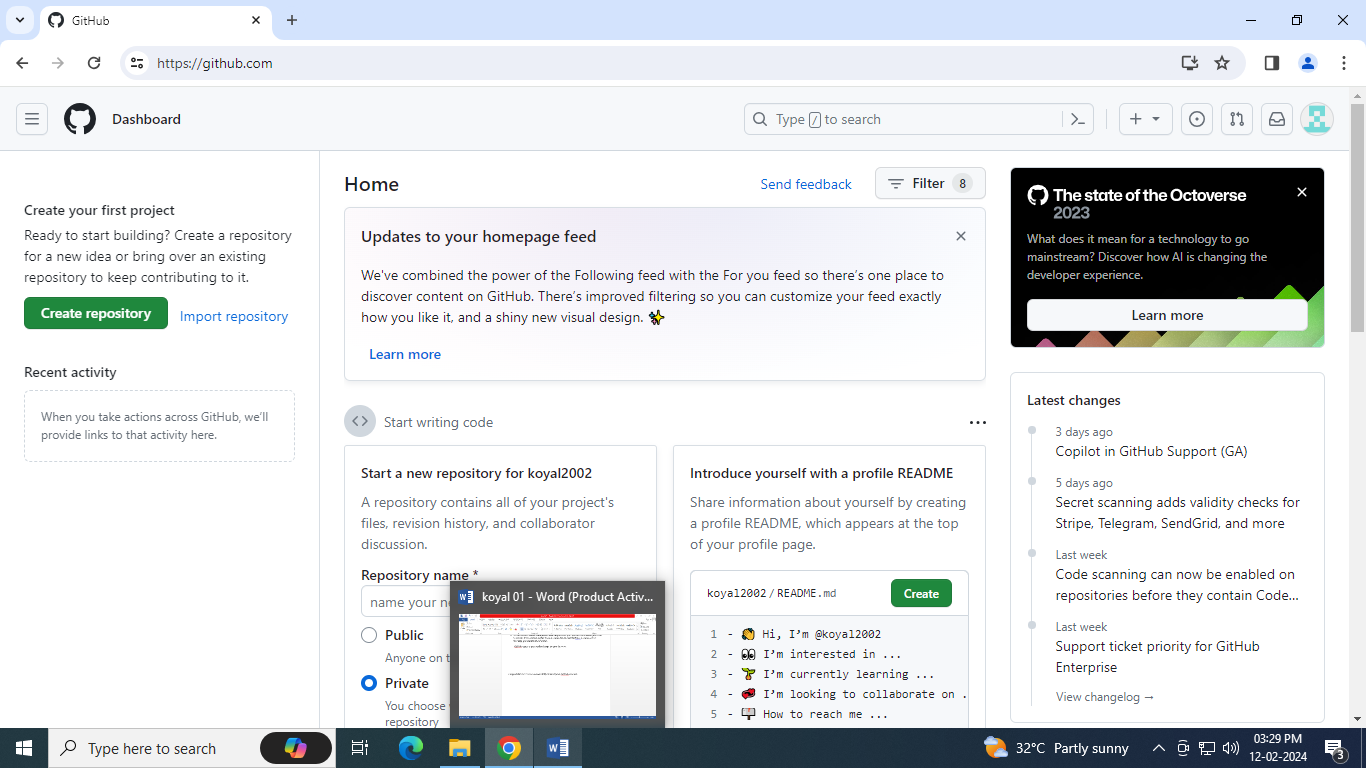 GitHub
https://github.com
Dashboard
Type / to search
Create your first project
Ready to start building? Create a repository
for a new idea or bring over an existing
repository to keep contributing to it.
Create repository
Import repository
Recent activity
When you take actions across GitHub, we'll
provide links to that activity here.
Home
Send feedback
Filter 8
Updates to your homepage feed
We've combined the power of the Following feed with the For you feed so there's one place to
discover content on GitHub. There's improved filtering so you can customize your feed exactly
how you like it, and a shiny new visual design. ✨
Learn more
Start writing code
Start a new repository for koyal2002
A repository contains all of your project's
files, revision history, and collaborator
discussion.
Repository name *
name your ne
Public
Anyone on t
Private
You choose
repository
koyal 01 - Word (Product Activ...
Introduce yourself with a profile README
Share information about yourself by creating
a profile README, which appears at the top
of your profile page.
koyal2002 / README.md
Create
1 - 👋 Hi, I'm @koyal2002
2 - 👀 I'm interested in ...
3 - 🌱 I'm currently learning ...
4 - 💞️ I'm looking to collaborate on .
5 - 📫 How to reach me ...
The state of the Octoverse
2023
What does it mean for a technology to go
mainstream? Discover how AI is changing the
developer experience.
Learn more
Latest changes
3 days ago
Copilot in GitHub Support (GA)
5 days ago
Secret scanning adds validity checks for
Stripe, Telegram, SendGrid, and more
Last week
Code scanning can now be enabled on
repositories before they contain Code...
Last week
Support ticket priority for GitHub
Enterprise
View changelog →
Type here to search
32°C Partly sunny
03:29 PM
12-02-2024
3